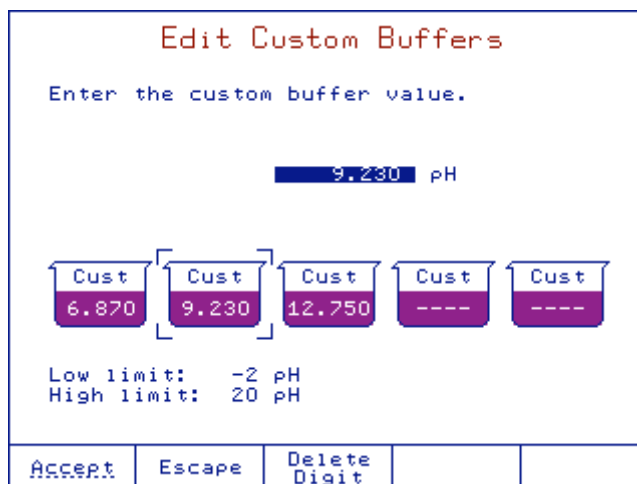 Edit Custom Buffers
Enter the custom buffer value.
9.230 pH
Cust Cust Cust Cust Cust
6.870 9.230 12.750 ---- ----
Low limit: -2 pH
High limit: 20 pH
Accept Escape Delete Digit